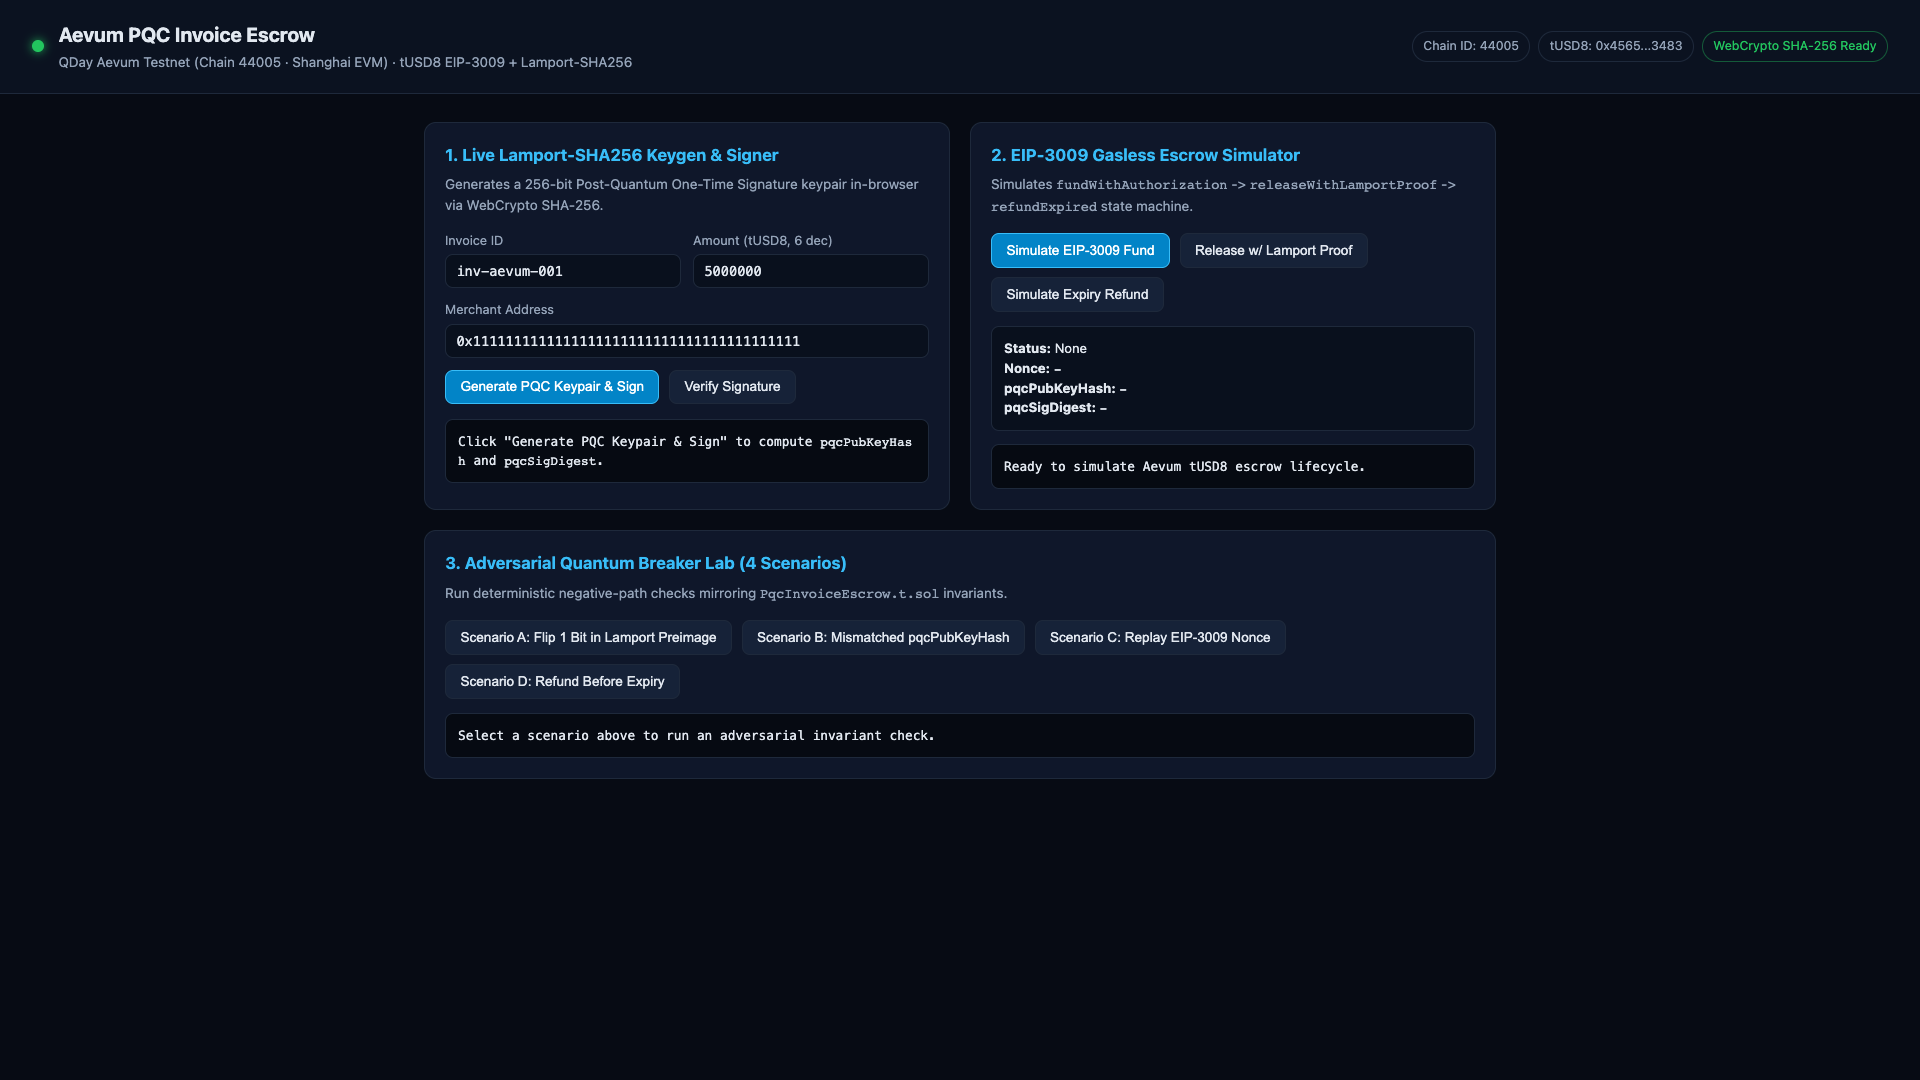 Aevum PQC Invoice Escrow
QDay Aevum Testnet (Chain 44005 · Shanghai EVM) · tUSD8 EIP-3009 + Lamport-SHA256
Chain ID: 44005
tUSD8: 0x4565...3483
WebCrypto SHA-256 Ready
1. Live Lamport-SHA256 Keygen & Signer
Generates a 256-bit Post-Quantum One-Time Signature keypair in-browser
via WebCrypto SHA-256.
Invoice ID
Amount (tUSD8, 6 dec)
inv-aevum-001
5000000
Merchant Address
0x1111111111111111111111111111111111111111
Generate PQC Keypair & Sign
Verify Signature
Click "Generate PQC Keypair & Sign" to compute pqcPubKeyHas
h and pqcSigDigest.
2. EIP-3009 Gasless Escrow Simulator
Simulates fundWithAuthorization -> releaseWithLamportProof ->
refundExpired state machine.
Simulate EIP-3009 Fund
Release w/ Lamport Proof
Simulate Expiry Refund
Status: None
Nonce: –
pqcPubKeyHash: –
pqcSigDigest: –
Ready to simulate Aevum tUSD8 escrow lifecycle.
3. Adversarial Quantum Breaker Lab (4 Scenarios)
Run deterministic negative-path checks mirroring PqcInvoiceEscrow.t.sol invariants.
Scenario A: Flip 1 Bit in Lamport Preimage
Scenario B: Mismatched pqcPubKeyHash
Scenario C: Replay EIP-3009 Nonce
Scenario D: Refund Before Expiry
Select a scenario above to run an adversarial invariant check.